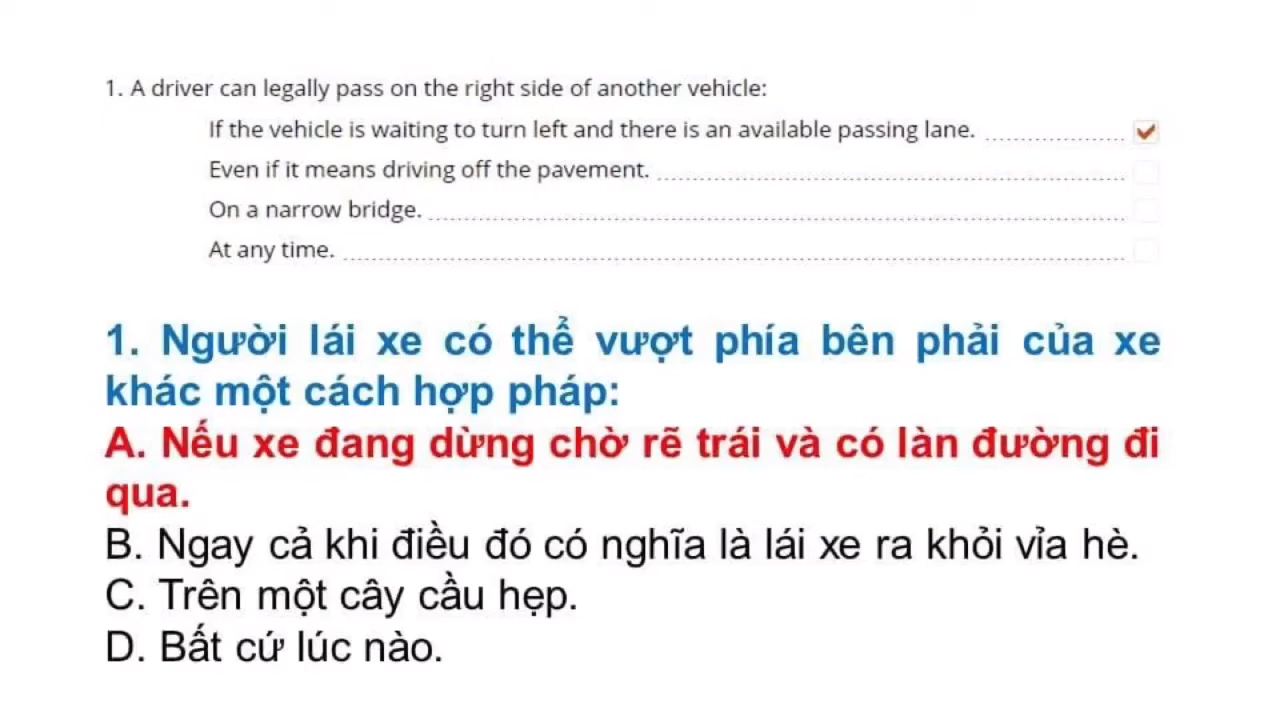 1. A driver can legally pass on the right side of another vehicle:
If the vehicle is waiting to turn left and there is an available passing lane.
Even if it means driving off the pavement.
On a narrow bridge.
At any time.
1. Người lái xe có thể vượt phía bên phải của xe
khác một cách hợp pháp:
A. Nếu xe đang dừng chờ rẽ trái và có làn đường đi
qua.
B. Ngay cả khi điều đó có nghĩa là lái xe ra khỏi vỉa hè.
C. Trên một cây cầu hẹp.
D. Bất cứ lúc nào.